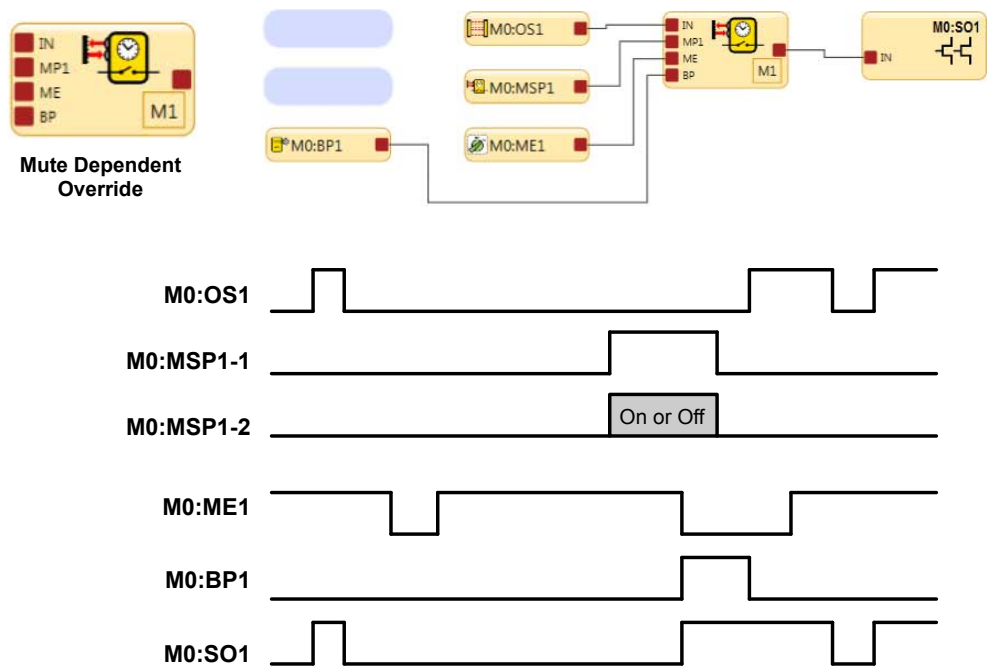 IN
MP1
ME
BP
M1
Mute Dependent
Override
M0:BP1
M0:OS1
M0:MSP1
M0:ME1
IN
MP1
ME
BP
M1
M0:SO1
IN
M0:OS1
M0:MSP1-1
M0:MSP1-2
On or Off
M0:ME1
M0:BP1
M0:SO1